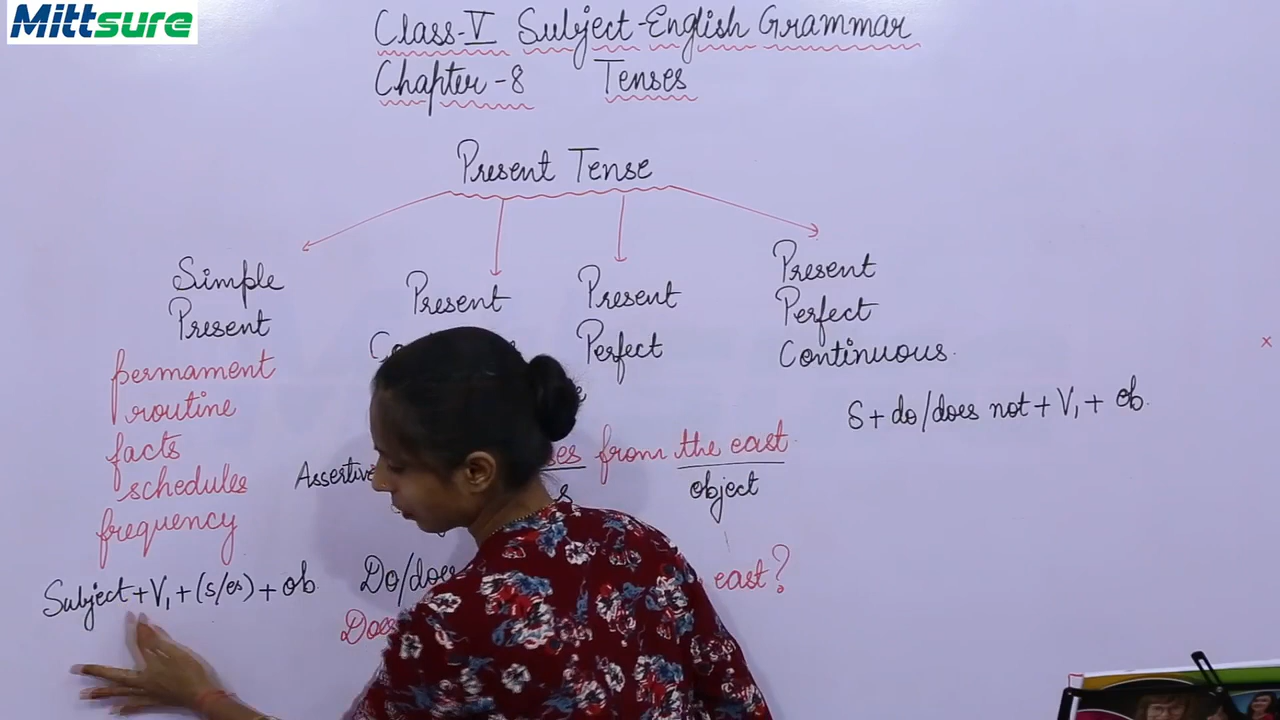 Mittsure
Class-V Subject-English Grammar
Chapter-8 Tenses
Present Tense
Simple
Present
permament
routine
facts
schedules
frequency
Subject+V₁+(s/es)+ob
Present
Present
Perfect
Present
Perfect
Continuous.
S+do/does not+V₁+ ob.
Assertive
from the east.
object
Do/does
east?
Does
x